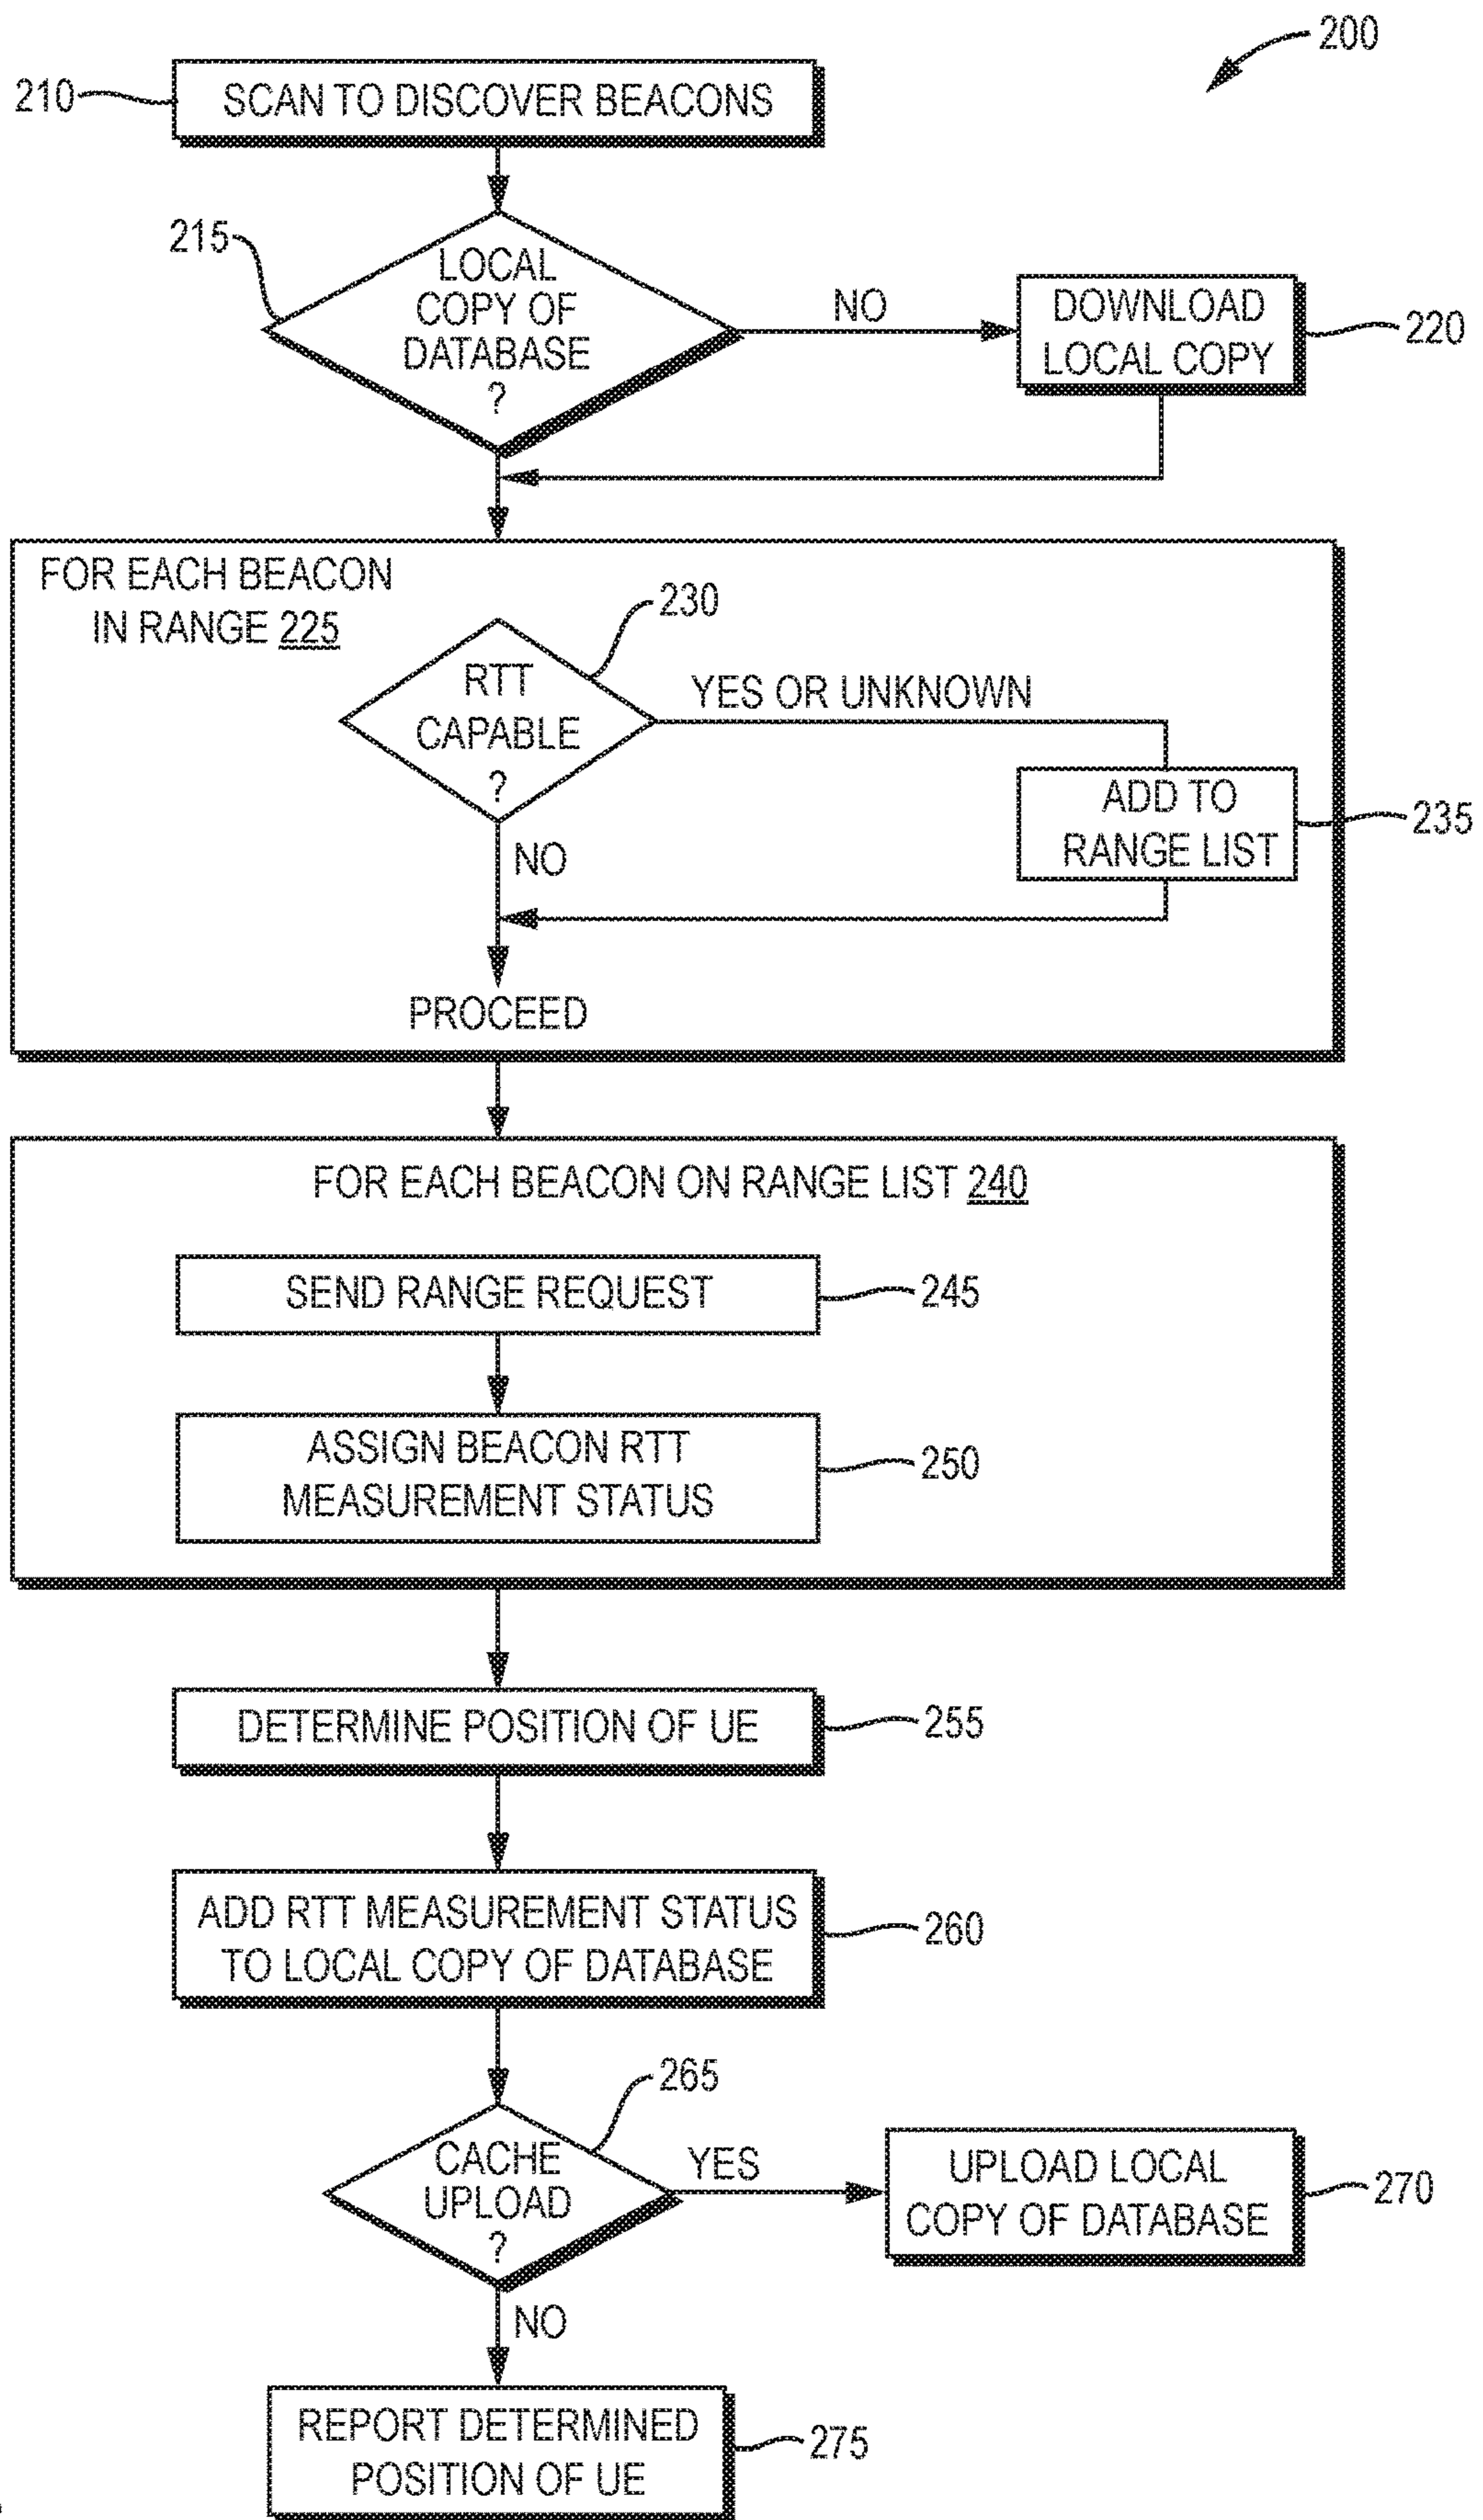 200
210
SCAN TO DISCOVER BEACONS
215
LOCAL
COPY OF
DATABASE
?
NO
DOWNLOAD
LOCAL COPY
220
FOR EACH BEACON
IN RANGE 225
230
RTT
CAPABLE
?
YES OR UNKNOWN
ADD TO
RANGE LIST
235
NO
PROCEED
FOR EACH BEACON ON RANGE LIST 240
SEND RANGE REQUEST
245
ASSIGN BEACON RTT
MEASUREMENT STATUS
250
DETERMINE POSITION OF UE
255
ADD RTT MEASUREMENT STATUS
TO LOCAL COPY OF DATABASE
260
265
CACHE
UPLOAD
?
YES
UPLOAD LOCAL
COPY OF DATABASE
270
NO
REPORT DETERMINED
POSITION OF UE
275